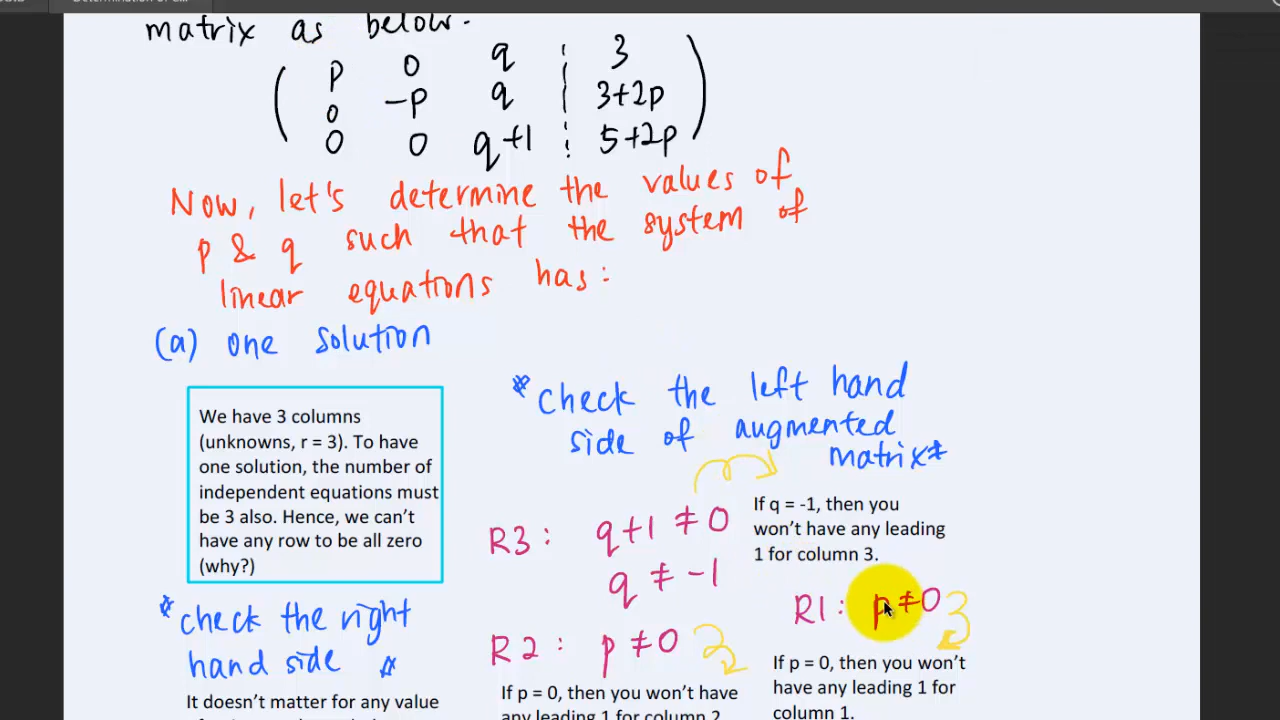 Determination of c...
matrix as below.
p 0 q 3
0 -p q 3+2p
0 0 q+1 5+2p
Now, let's determine the values of
p & q such that the system of
linear equations has:
(a) one solution
We have 3 columns
(unknowns, r = 3). To have
one solution, the number of
independent equations must
be 3 also. Hence, we can't
have any row to be all zero
(why?)
*check the left hand
side of augmented
matrix*
R3: q+1 ≠ 0
q ≠ -1
If q = -1, then you
won't have any leading
1 for column 3.
R1: p≠0
If p = 0, then you won't
have any leading 1 for
column 1.
R2: p ≠ 0
If p = 0, then you won't have
any leading 1 for column 2
*check the right
hand side *
It doesn't matter for any value